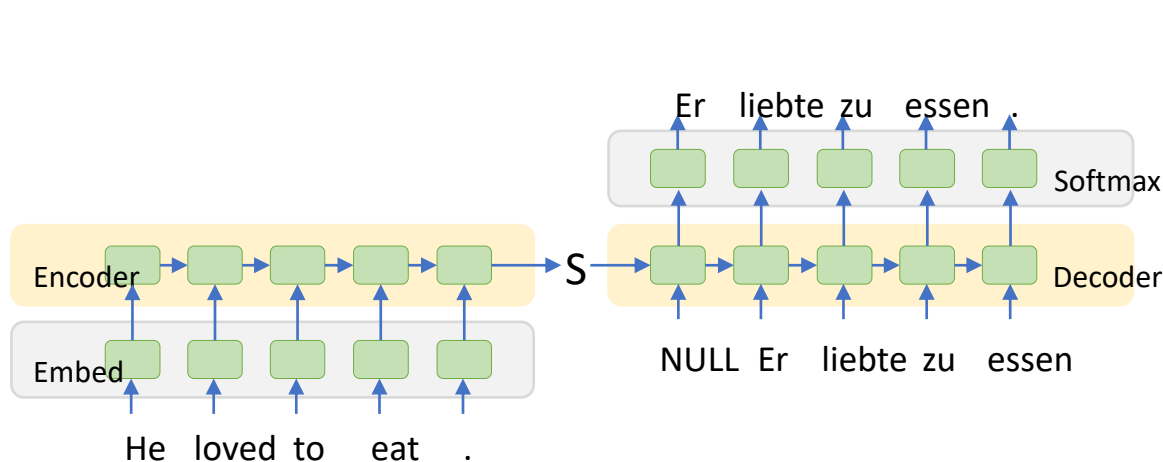 Er liebte zu essen .
Softmax
Encoder
S
Decoder
Embed
NULL Er liebte zu essen
He loved to eat .